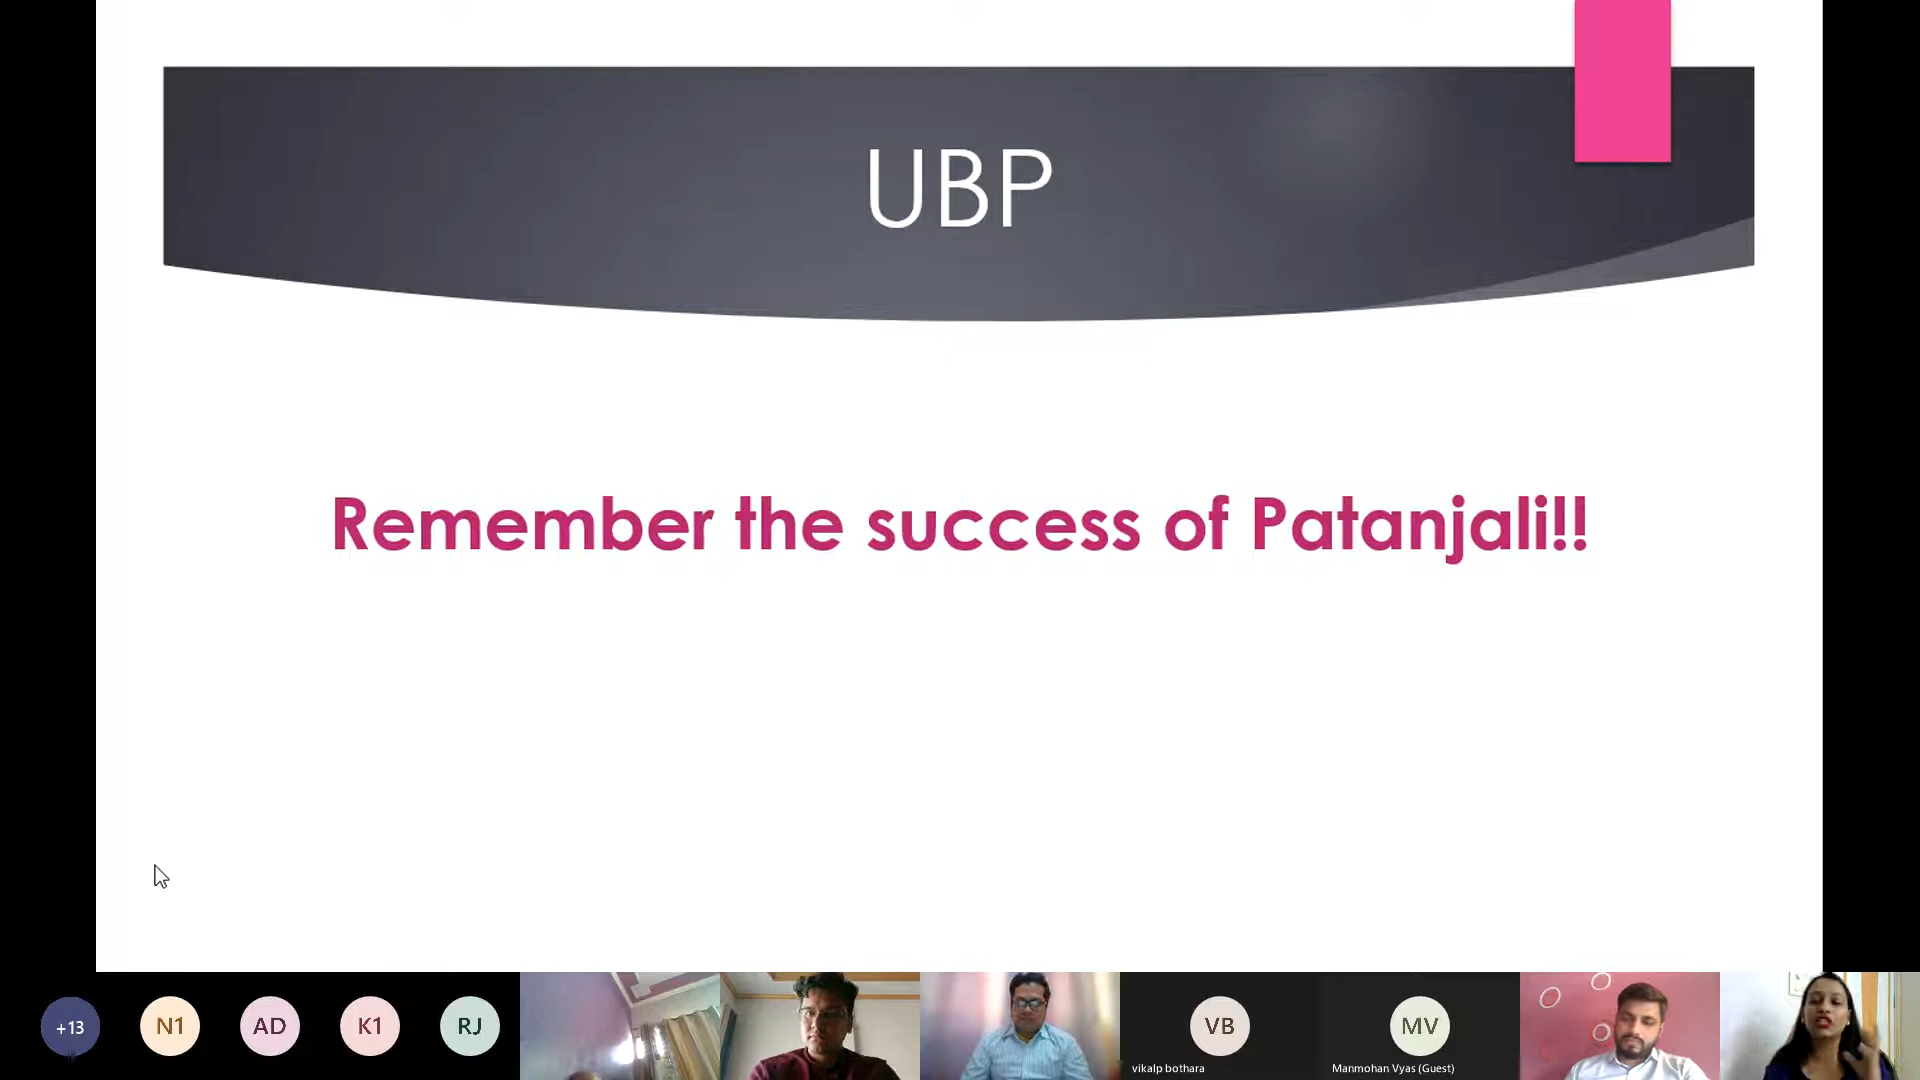 UBP
Remember the success of Patanjali!!
+13
N1
AD
K1
RJ
VB
MV
vikalp bothara
Manmohan Vyas (Guest)